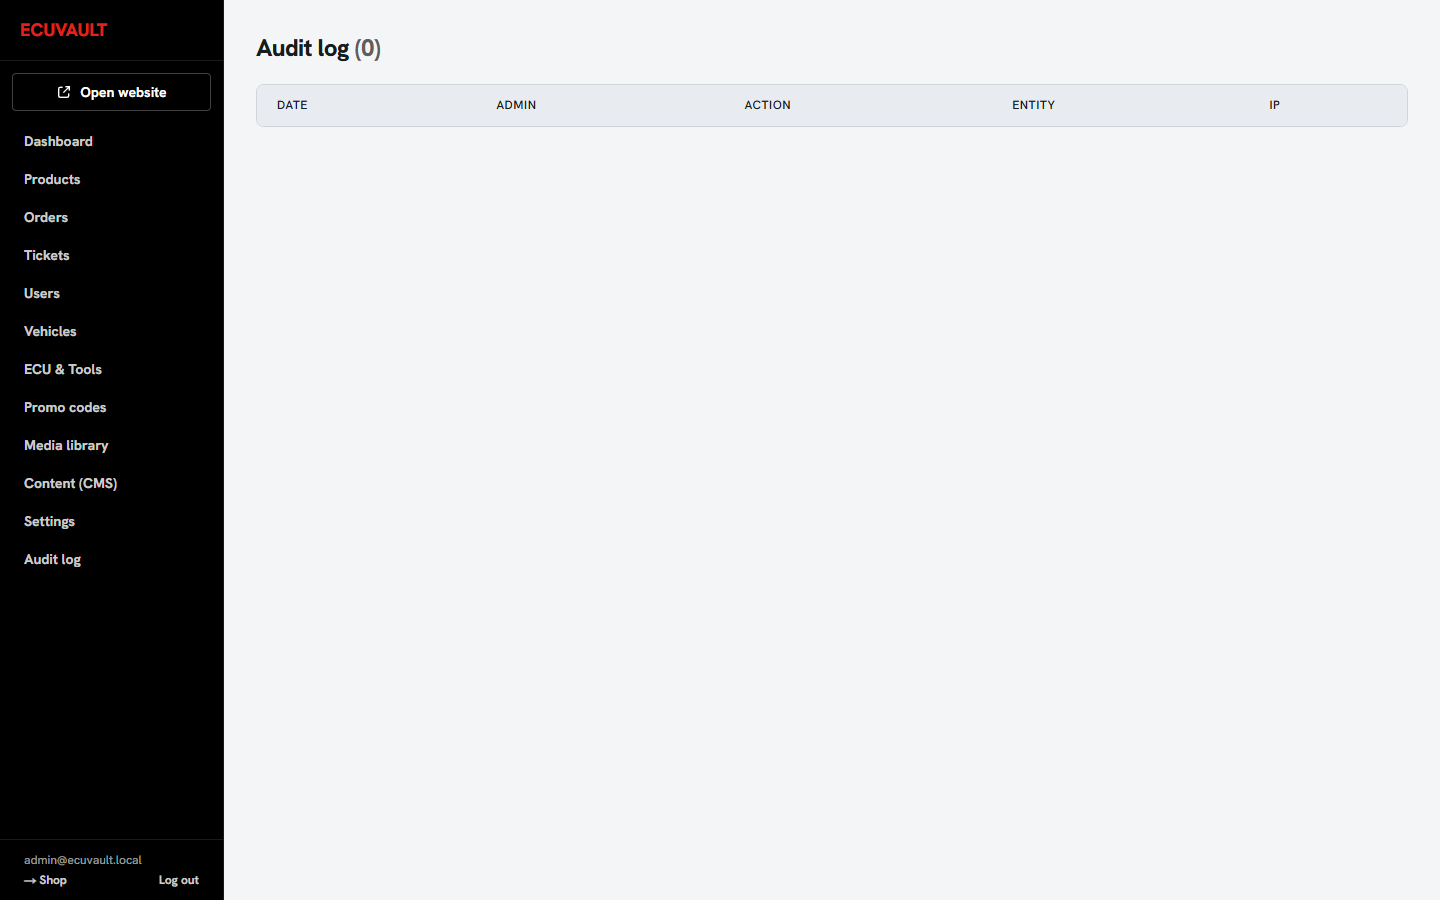 ECUVAULT
Open website
Dashboard
Products
Orders
Tickets
Users
Vehicles
ECU & Tools
Promo codes
Media library
Content (CMS)
Settings
Audit log
admin@ecuvault.local
→ Shop Log out
Audit log (0)
DATE ADMIN ACTION ENTITY IP